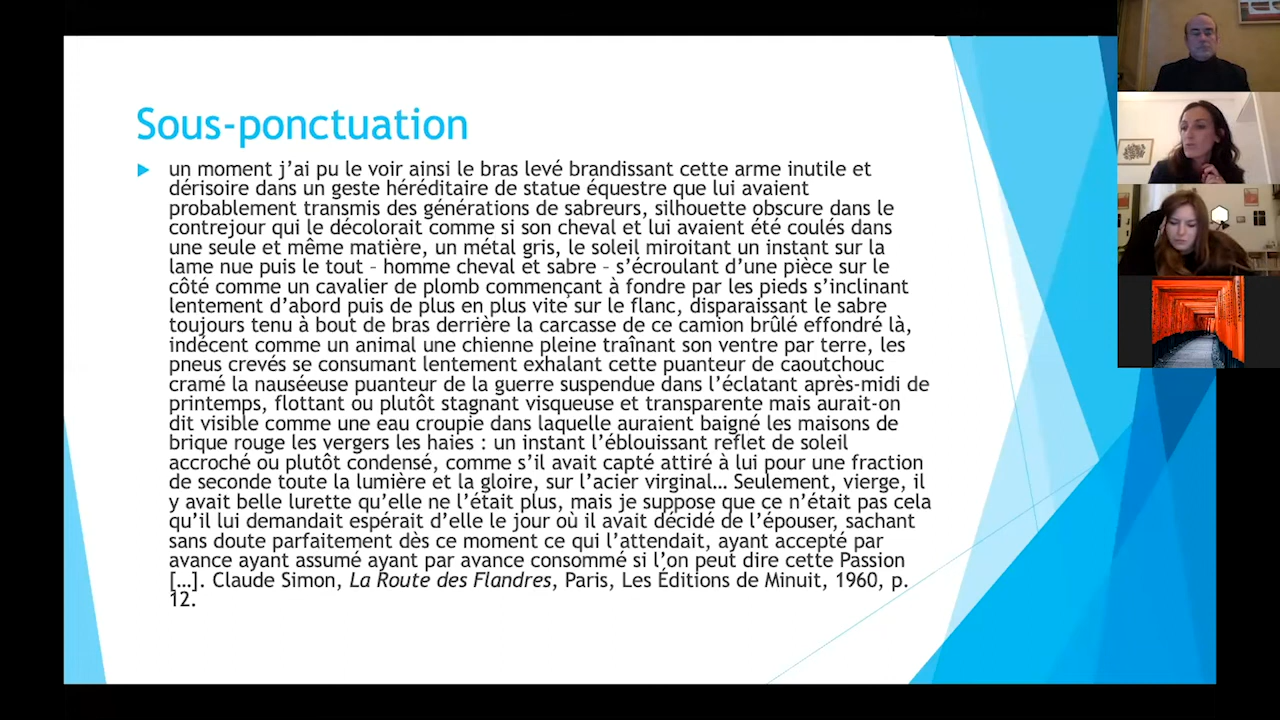 Sous-ponctuation
un moment j’ai pu le voir ainsi le bras levé brandissant cette arme inutile et
dérisoire dans un geste héréditaire de statue équestre que lui avaient
probablement transmis des générations de sabreurs, silhouette obscure dans le
contrejour qui le décolorait comme si son cheval et lui avaient été coulés dans
une seule et même matière, un métal gris, le soleil miroitant un instant sur la
lame nue puis le tout – homme cheval et sabre – s’écroulant d’une pièce sur le
côté comme un cavalier de plomb commençant à fondre par les pieds s’inclinant
lentement d’abord puis de plus en plus vite sur le flanc, disparaissant le sabre
toujours tenu à bout de bras derrière la carcasse de ce camion brûlé effondré là,
indécent comme un animal une chienne pleine traînant son ventre par terre, les
pneus crevés se consumant lentement exhalant cette puanteur de caoutchouc
cramé la nauséeuse puanteur de la guerre suspendue dans l’éclatant après-midi de
printemps, flottant ou plutôt stagnant visqueuse et transparente mais aurait-on
dit visible comme une eau croupie dans laquelle auraient baigné les maisons de
brique rouge les vergers les haies : un instant l’éblouissant reflet de soleil
accroché ou plutôt condensé, comme s’il avait capté attiré à lui pour une fraction
de seconde toute la lumière et la gloire, sur l’acier virginal… Seulement, vierge, il
y avait belle lurette qu’elle ne l’était plus, mais je suppose que ce n’était pas cela
qu’il lui demandait espérait d’elle le jour où il avait décidé de l’épouser, sachant
sans doute parfaitement dès ce moment ce qui l’attendait, ayant accepté par
avance ayant assumé ayant par avance consommé si l’on peut dire cette Passion
[…]. Claude Simon, La Route des Flandres, Paris, Les Éditions de Minuit, 1960, p.
12.